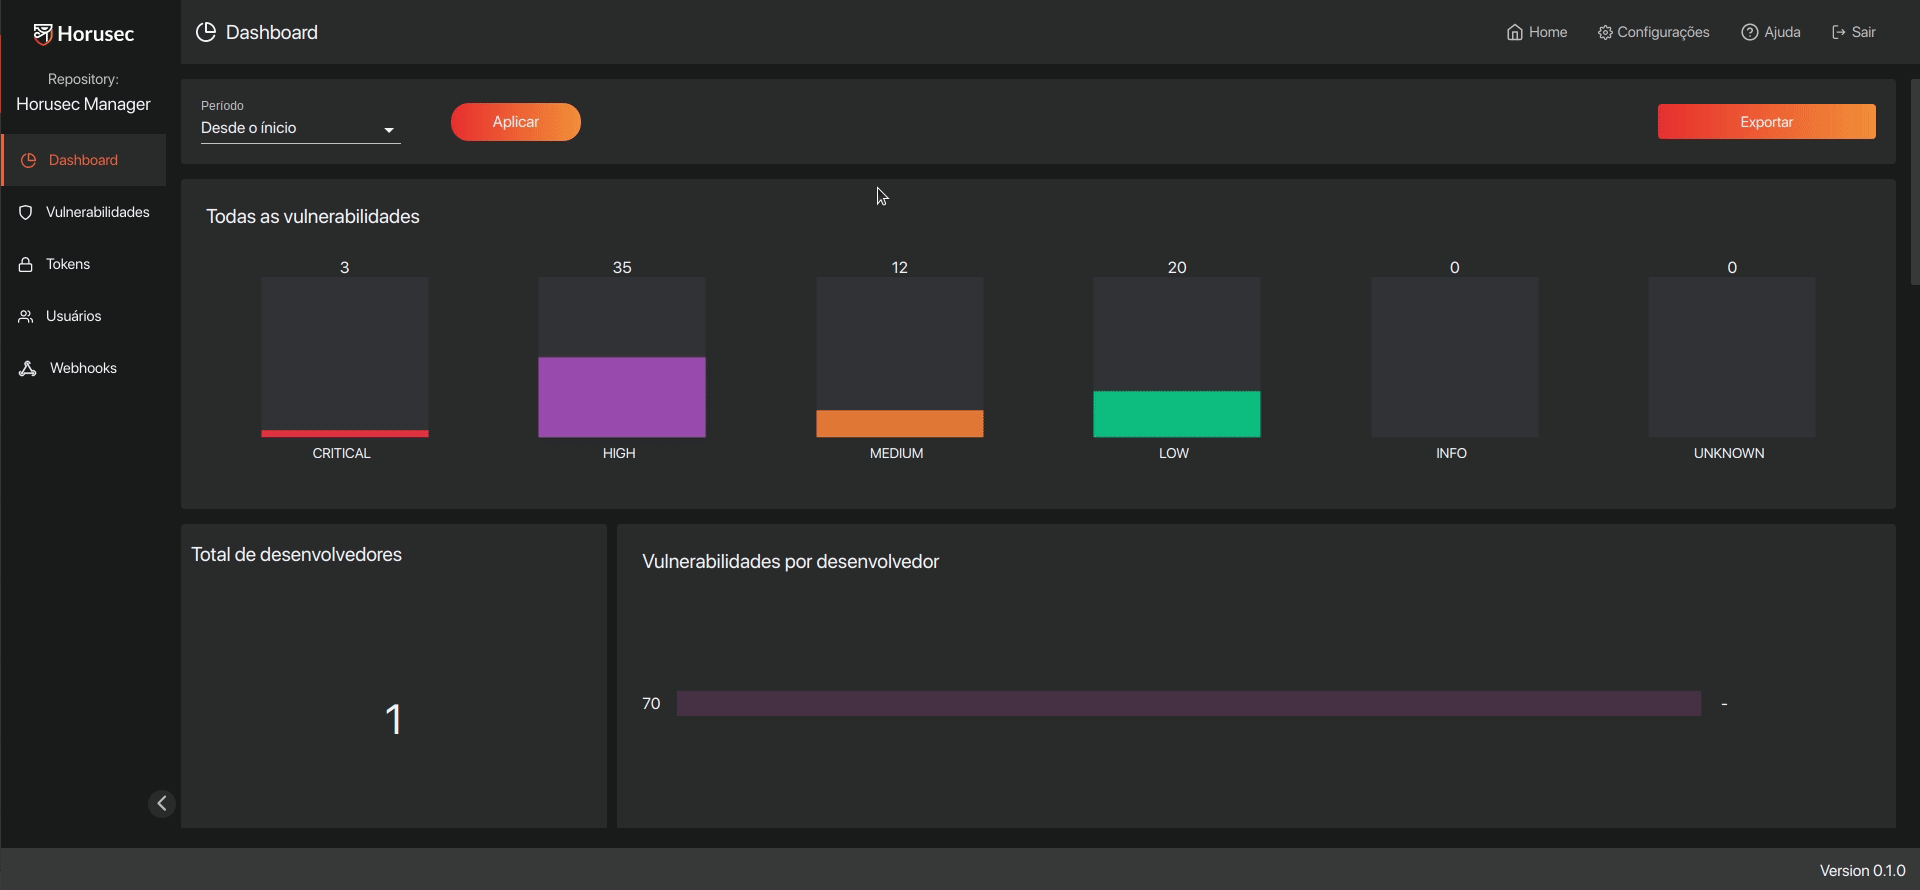 Horusec
Repository:
Horusec Manager
Dashboard
Vulnerabilidades
Tokens
Usuários
Webhooks
Dashboard
Home
Configurações
Ajuda
Sair
Período
Desde o ínicio
Aplicar
Exportar
Todas as vulnerabilidades
3
35
12
20
0
0
CRITICAL
HIGH
MEDIUM
LOW
INFO
UNKNOWN
Total de desenvolvedores
1
Vulnerabilidades por desenvolvedor
70
-
Version 0.1.0